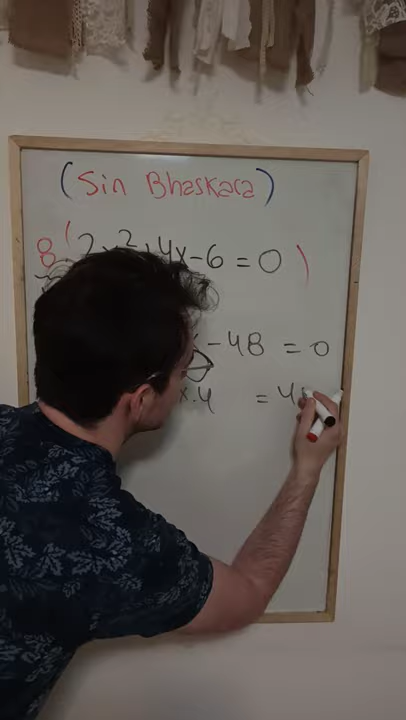 (Sin Bhaskara)
8 ( 2x²+4x-6=0 )
x -48 = 0
x.4 = 4